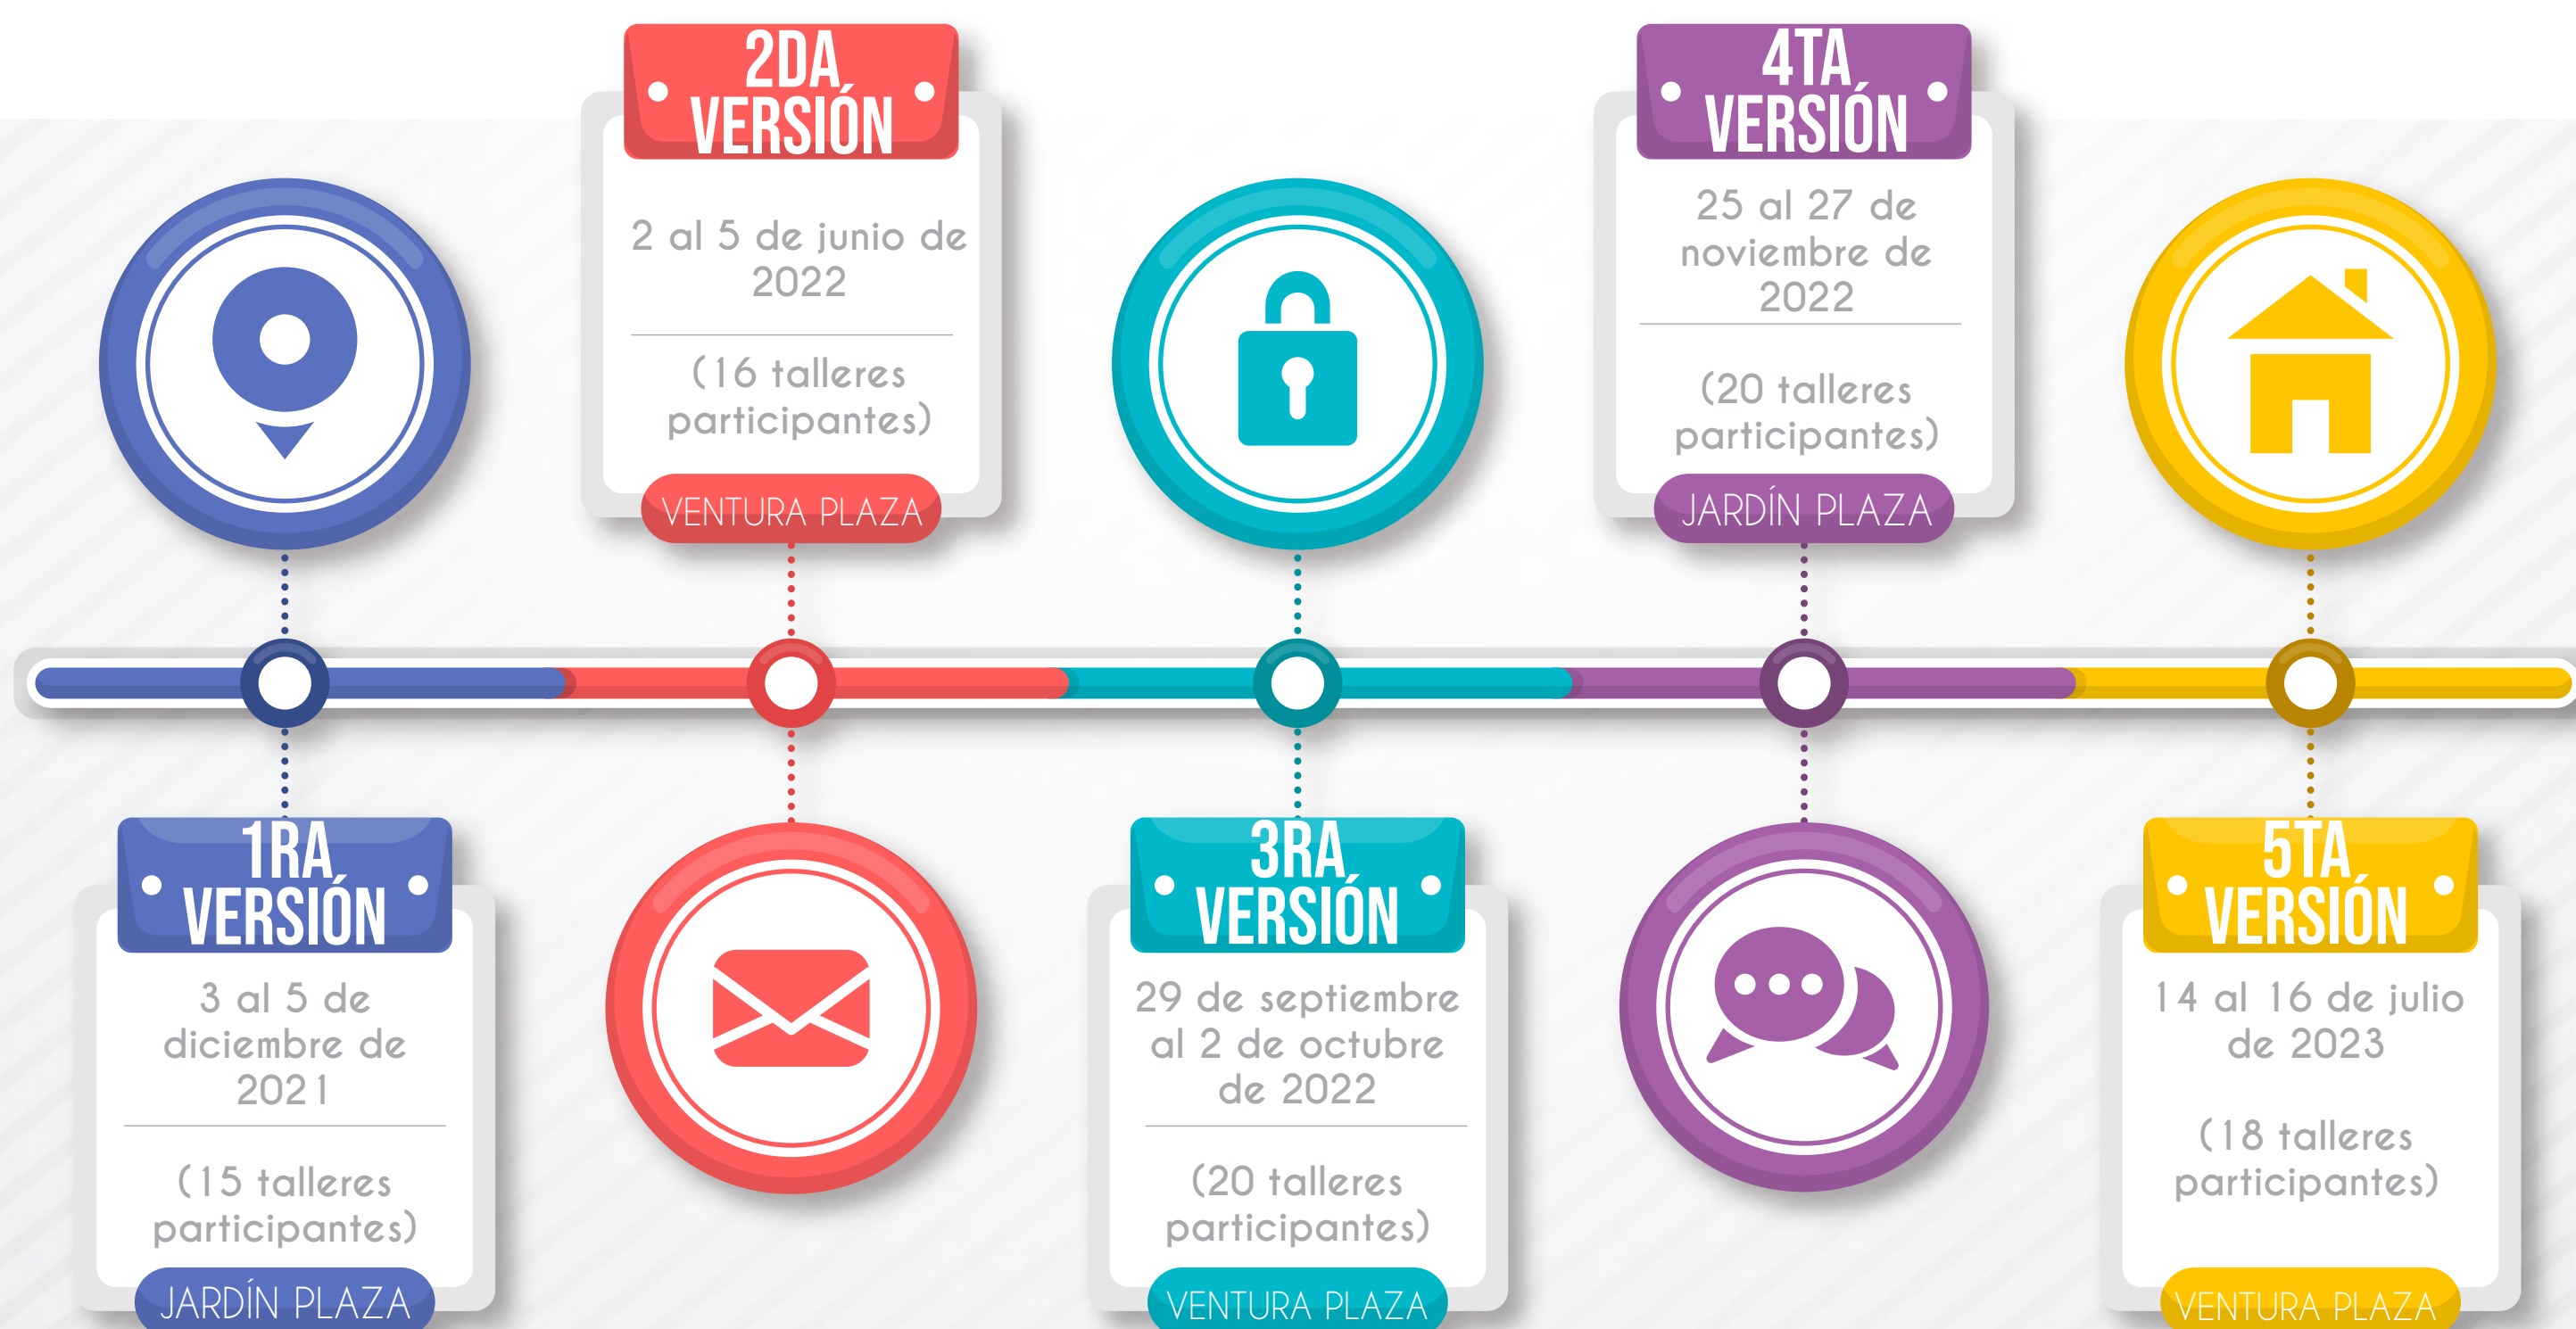 1RA
VERSIÓN
3 al 5 de
diciembre de
2021
(15 talleres
participantes)
JARDÍN PLAZA
2DA
VERSIÓN
2 al 5 de junio de
2022
(16 talleres
participantes)
VENTURA PLAZA
3RA
VERSIÓN
29 de septiembre
al 2 de octubre
de 2022
(20 talleres
participantes)
VENTURA PLAZA
4TA
VERSIÓN
25 al 27 de
noviembre de
2022
(20 talleres
participantes)
JARDÍN PLAZA
5TA
VERSIÓN
14 al 16 de julio
de 2023
(18 talleres
participantes)
VENTURA PLAZA